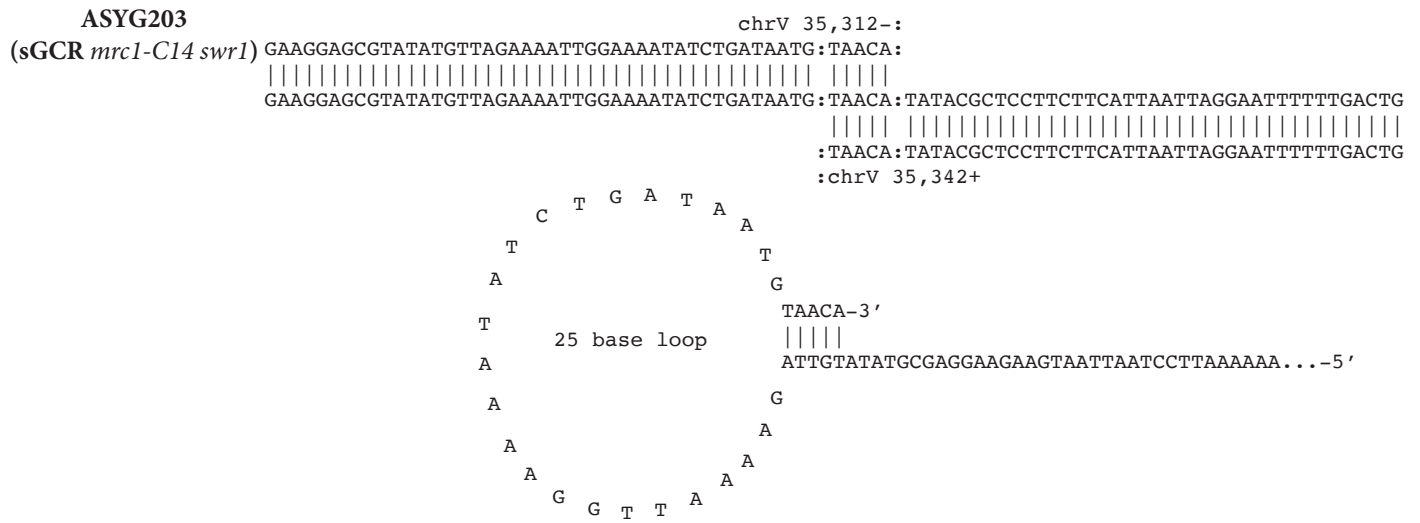 ASYG203
chrV 35,312-:
(sGCR mrc1-C14 swr1) GAAGGAGCGTATATGTTAGAAAATTGGAAAATATCTGATAATG:TAACA:
GAAGGAGCGTATATGTTAGAAAATTGGAAAATATCTGATAATG:TAACA:TATACGCTCCTTCTTCATTAATTAGGAATTTTTTGACTG
:TAACA:TATACGCTCCTTCTTCATTAATTAGGAATTTTTTGACTG
:chrV 35,342+
C T G A T A A
T T
A G
TAACA-3′
T 25 base loop
A ATTGTATATGCGAGGAAGAAGTAATTAATCCTTAAAAAA...-5′
A G
A A
A A
G G T T A A